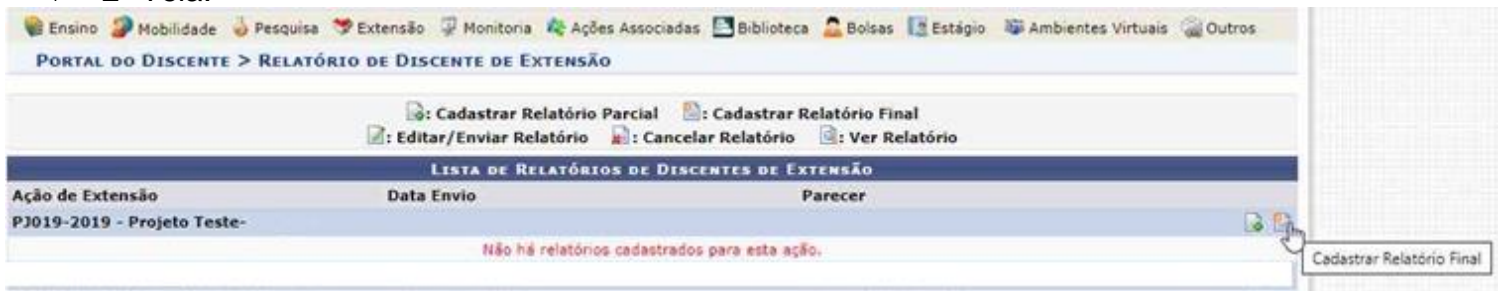 Ensino Mobilidade Pesquisa Extensão Monitoria Ações Associadas Biblioteca Bolsas Estágio Ambientes Virtuais Outros
PORTAL DO DISCENTE > RELATÓRIO DE DISCENTE DE EXTENSÃO
: Cadastrar Relatório Parcial : Cadastrar Relatório Final
: Editar/Enviar Relatório : Cancelar Relatório : Ver Relatório
LISTA DE RELATÓRIOS DE DISCENTES DE EXTENSÃO
Ação de Extensão Data Envio Parecer
PJ019-2019 - Projeto Teste-
Não há relatórios cadastrados para esta ação.
Cadastrar Relatório Final